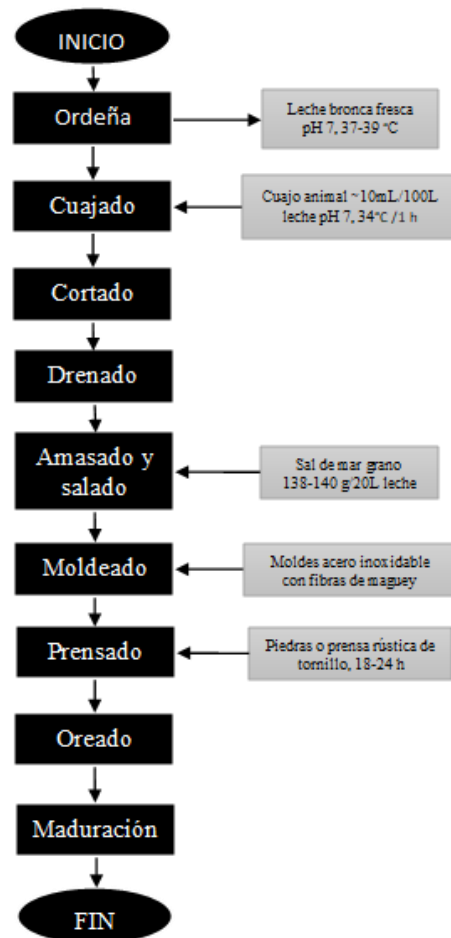 INICIO
Ordeña
Leche bronca fresca
pH 7, 37-39 °C
Cuajado
Cuajo animal ~10mL/100L
leche pH 7, 34°C/1 h
Cortado
Drenado
Amasado y
salado
Sal de mar grano
138-140 g/20L leche
Moldeado
Moldes acero inoxidable
con fibras de maguey
Prensado
Piedras o prensa rústica de
tornillo, 18-24 h
Oreado
Maduración
FIN